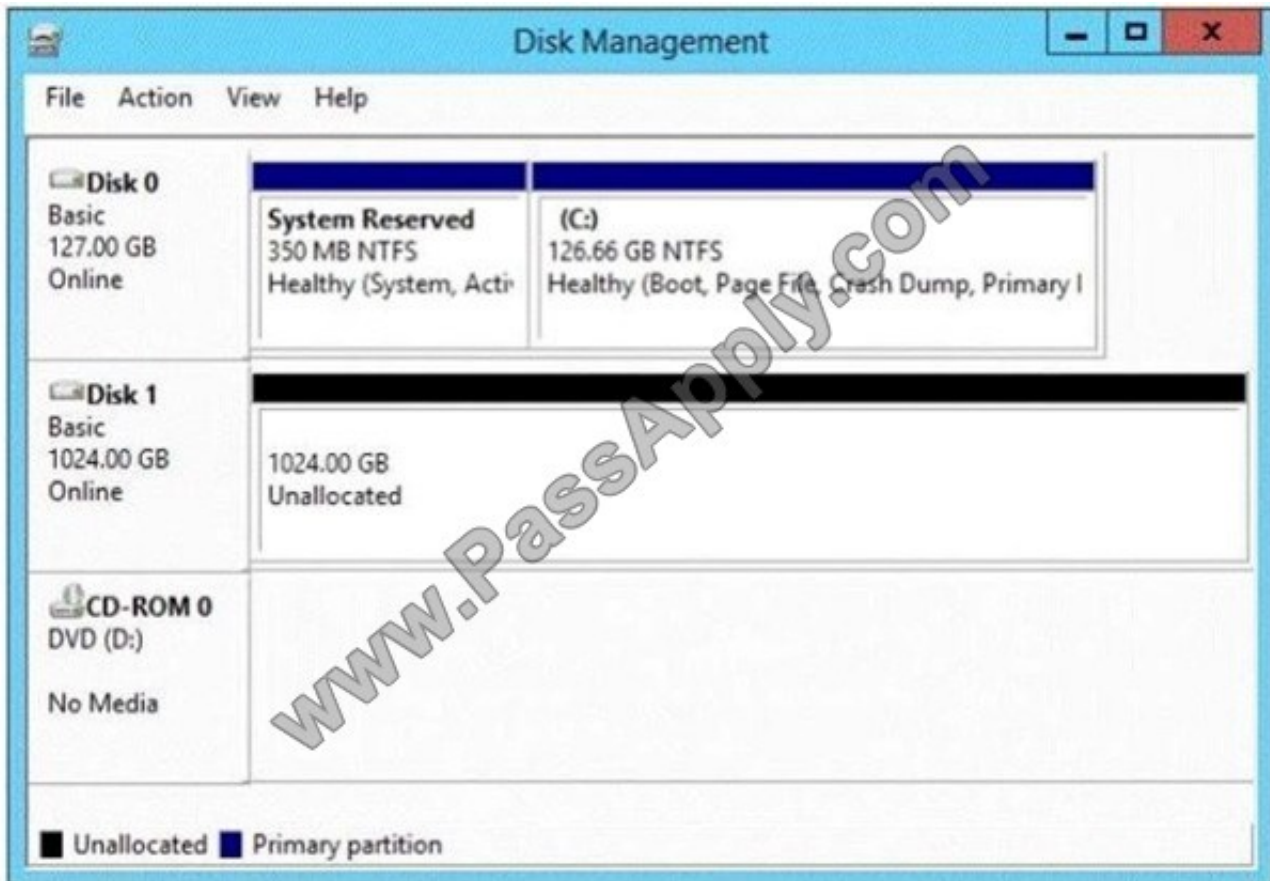 Disk Management
File Action View Help
Disk 0
Basic
127.00 GB
Online
System Reserved
350 MB NTFS
Healthy (System, Acti
(C:)
126.66 GB NTFS
Healthy (Boot, Page File, Crash Dump, Primary I
Disk 1
Basic
1024.00 GB
Online
1024.00 GB
Unallocated
CD-ROM 0
DVD (D:)
No Media
Unallocated Primary partition
www.PassApply.com